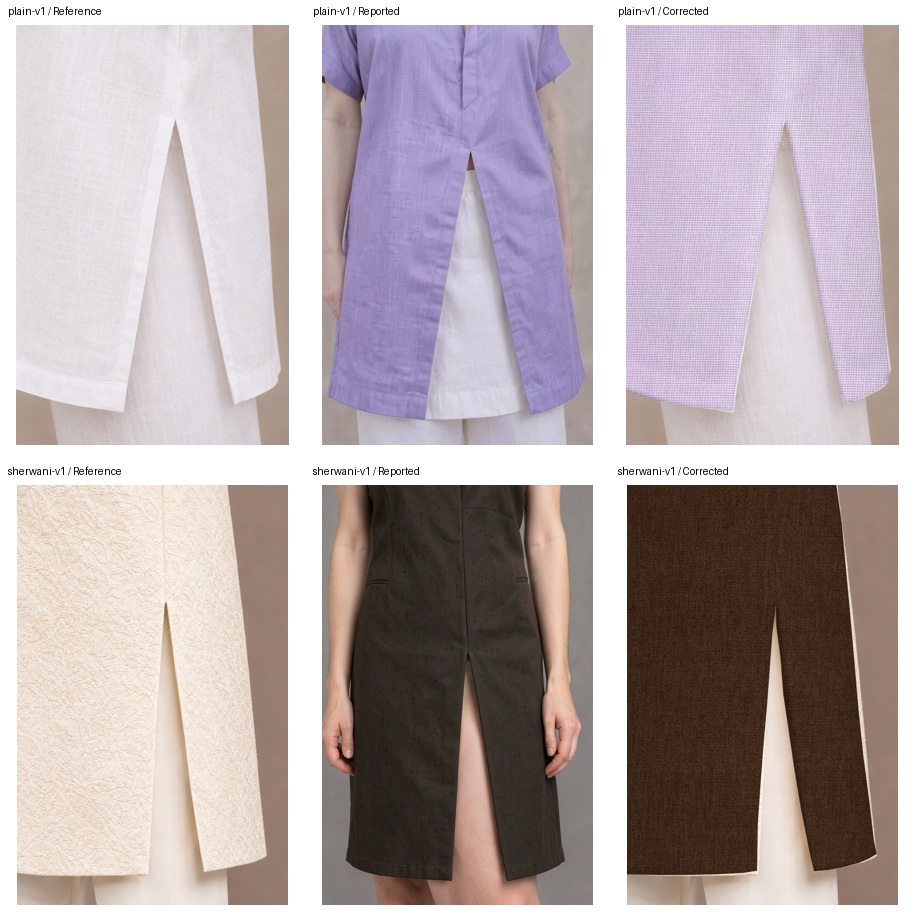 plain-v1 / Reference
plain-v1 / Reported
plain-v1 / Corrected
sherwani-v1 / Reference
sherwani-v1 / Reported
sherwani-v1 / Corrected